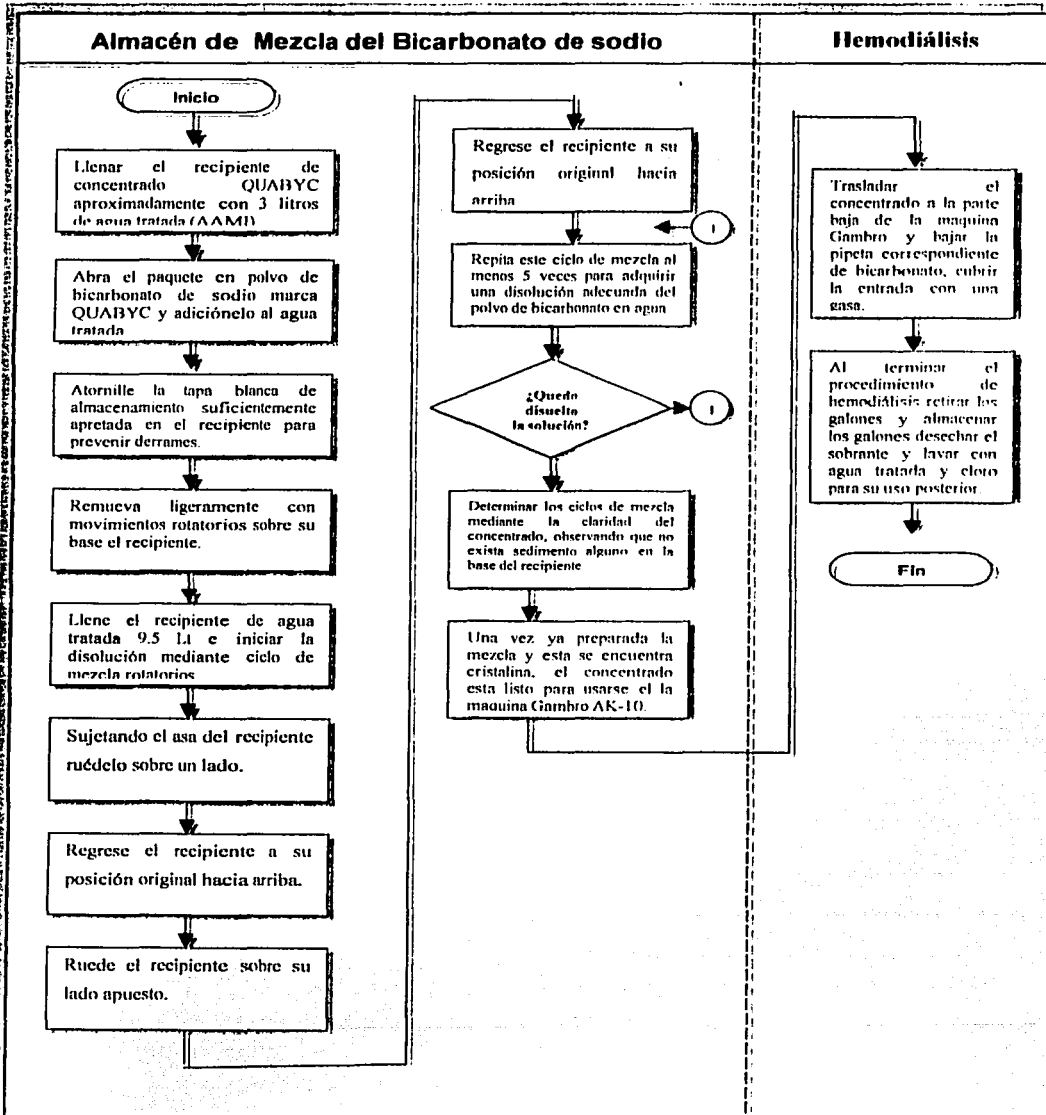 Almacén de Mezcla del Bicarbonato de sodio
Hemodiálisis
Inicio
Llenar el recipiente de
concentrado QUABYC
aproximadamente con 3 litros
de agua tratada (AAMI)
Abra el paquete en polvo de
bicarbonato de sodio marca
QUABYC y adiciónelo al agua
tratada
Atornille la tapa blanca de
almacenamiento suficientemente
apretada en el recipiente para
prevenir derrames.
Remueva ligeramente con
movimientos rotatorios sobre su
base el recipiente.
Llene el recipiente de agua
tratada 9.5 Lt e iniciar la
disolución mediante ciclo de
mezcla rotatorios
Sujetando el asa del recipiente
ruédelo sobre un lado.
Regrese el recipiente a su
posición original hacia arriba.
Ruede el recipiente sobre su
lado apuesto.
Regrese el recipiente a su
posición original hacia
arriba
1
Repita este ciclo de mezcla al
menos 5 veces para adquirir
una disolución adecuada del
polvo de bicarbonato en agua
¿Quedo
disuelto
la solución?
1
Determinar los ciclos de mezcla
mediante la claridad del
concentrado, observando que no
exista sedimento alguno en la
base del recipiente
Una vez ya preparada la
mezcla y esta se encuentra
cristalina, el concentrado
esta listo para usarse el la
maquina Gambro AK-10.
Trasladar el
concentrado a la parte
baja de la maquina
Gambro y bajar la
pipeta correspondiente
de bicarbonato, cubrir
la entrada con una
gasa.
Al terminar el
procedimiento de
hemodiálisis retirar los
galones y almacenar
los galones desechar el
sobrante y lavar con
agua tratada y cloro
para su uso posterior.
Fin